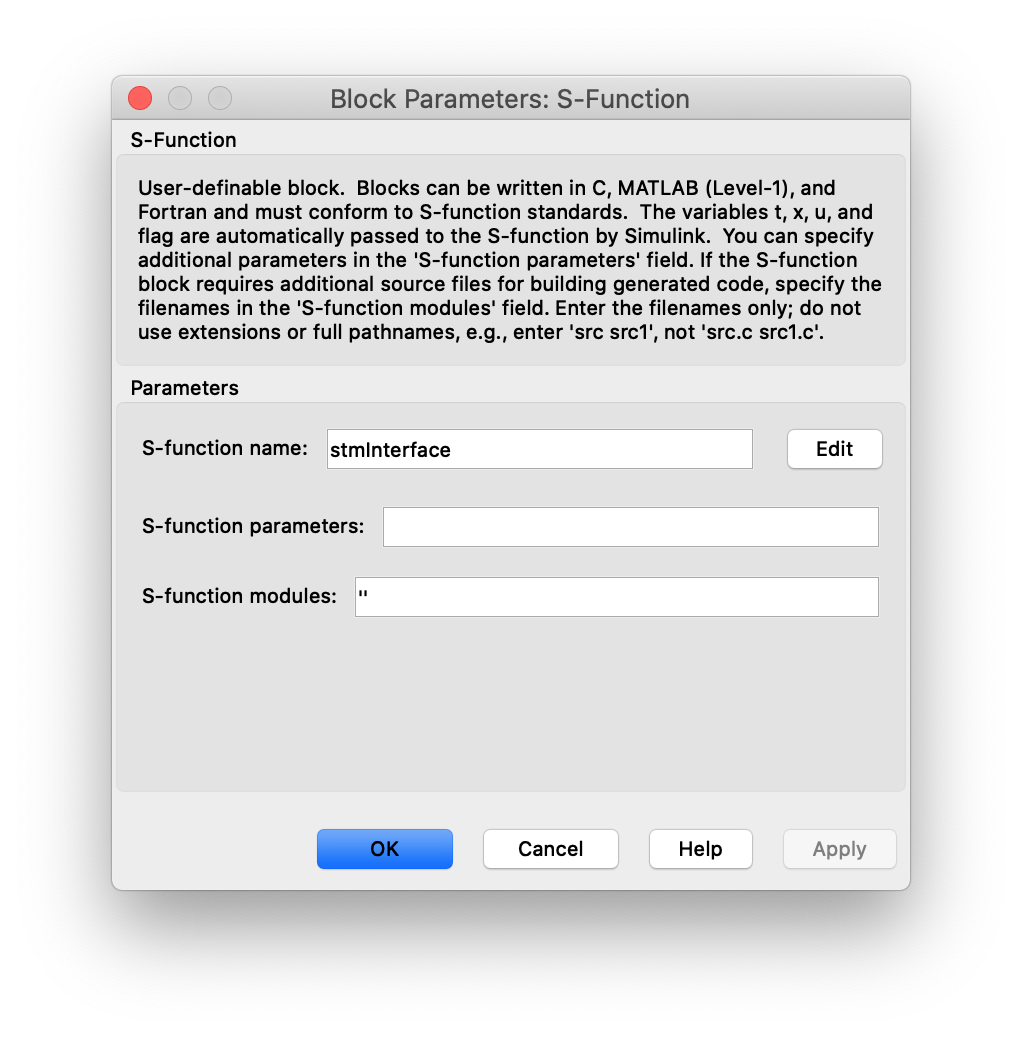 Block Parameters: S-Function
S-Function
User-definable block.  Blocks can be written in C, MATLAB (Level-1), and
Fortran and must conform to S-function standards.  The variables t, x, u, and
flag are automatically passed to the S-function by Simulink.  You can specify
additional parameters in the 'S-function parameters' field. If the S-function
block requires additional source files for building generated code, specify the
filenames in the 'S-function modules' field. Enter the filenames only; do not
use extensions or full pathnames, e.g., enter 'src src1', not 'src.c src1.c'.
Parameters
S-function name: stmInterface Edit
S-function parameters:
S-function modules: ''
OK Cancel Help Apply